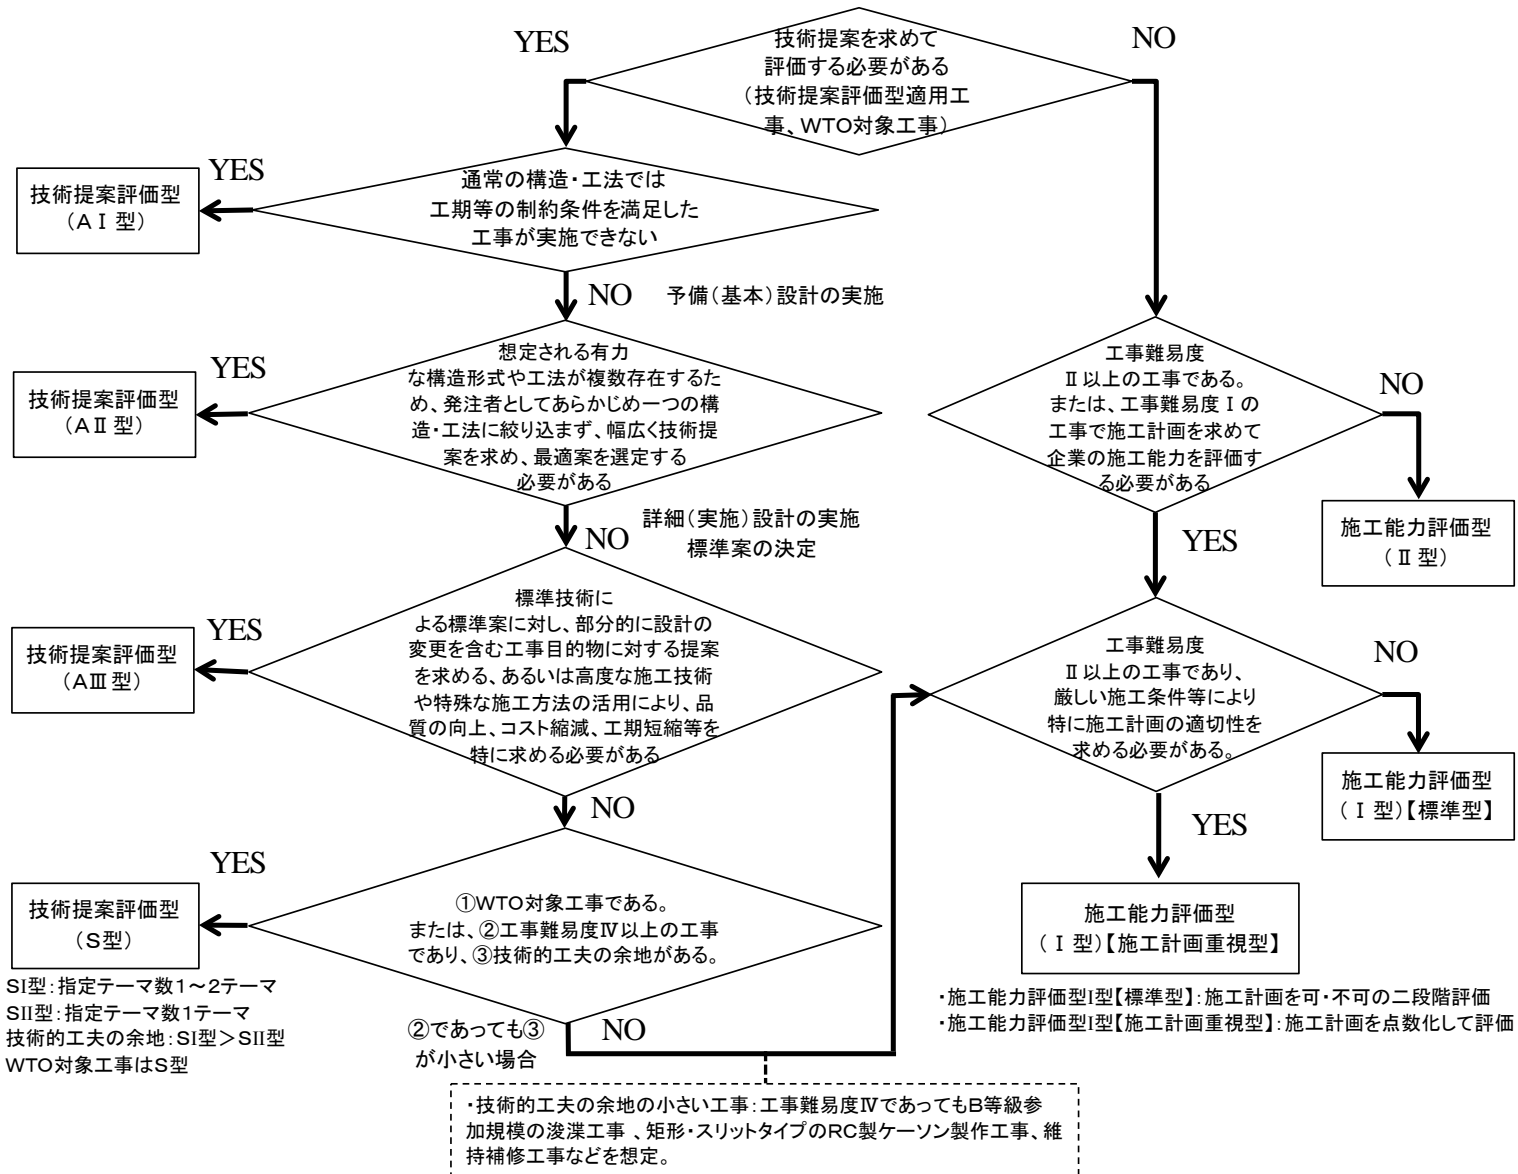 YES
技術提案を求めて
評価する必要がある
（技術提案評価型適用工
事、WTO対象工事）
NO
YES
技術提案評価型
（AⅠ型）
通常の構造・工法では
工期等の制約条件を満足した
工事が実施できない
NO
予備（基本）設計の実施
YES
技術提案評価型
（AⅡ型）
想定される有力
な構造形式や工法が複数存在するた
め、発注者としてあらかじめ一つの構
造・工法に絞り込まず、幅広く技術提
案を求め、最適案を選定する
必要がある
NO
詳細（実施）設計の実施
標準案の決定
YES
技術提案評価型
（AⅢ型）
標準技術に
よる標準案に対し、部分的に設計の
変更を含む工事目的物に対する提案
を求める、あるいは高度な施工技術
や特殊な施工方法の活用により、品
質の向上、コスト縮減、工期短縮等を
特に求める必要がある
NO
YES
技術提案評価型
（S型）
①WTO対象工事である。
または、②工事難易度Ⅳ以上の工事
であり、③技術的工夫の余地がある。
SI型：指定テーマ数1～2テーマ
SII型：指定テーマ数1テーマ
技術的工夫の余地：SI型＞SII型
WTO対象工事はS型
②であっても③
が小さい場合
NO
・技術的工夫の余地の小さい工事：工事難易度Ⅳであっても B等級参
加規模の浚渫工事 、矩形・スリットタイプのRC製ケーソン製作工事、維
持補修工事などを想定。
工事難易度
Ⅱ以上の工事である。
または、工事難易度Ⅰの
工事で施工計画を求めて
企業の施工能力を評価す
る必要がある
NO
施工能力評価型
（Ⅱ型）
YES
工事難易度
Ⅱ以上の工事であり、
厳しい施工条件等により
特に施工計画の適切性を
求める必要がある。
NO
施工能力評価型
（Ⅰ型）【標準型】
YES
施工能力評価型
（Ⅰ型）【施工計画重視型】
・施工能力評価型I型【標準型】：施工計画を可・不可の二段階評価
・施工能力評価型I型【施工計画重視型】：施工計画を点数化して評価